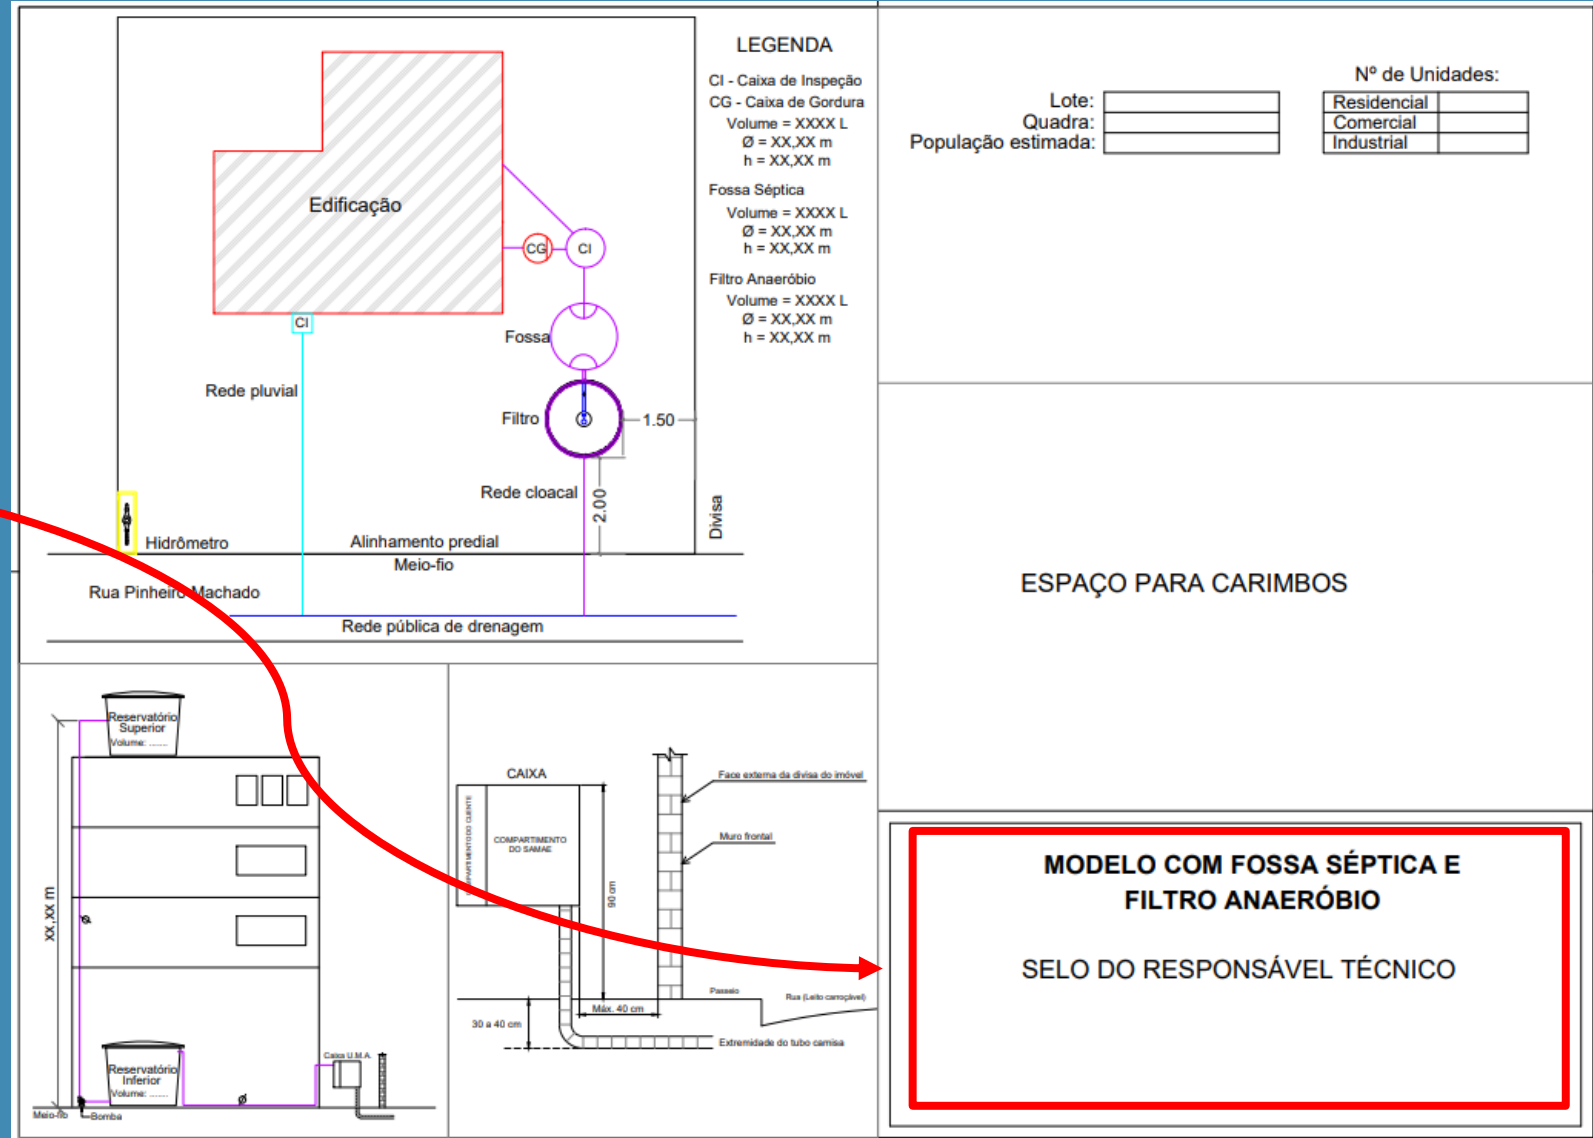 LEGENDA
CI - Caixa de Inspeção
CG - Caixa de Gordura
Volume = XXXX L
Ø = XX,XX m
h = XX,XX m
Fossa Séptica
Volume = XXXX L
Ø = XX,XX m
h = XX,XX m
Filtro Anaeróbio
Volume = XXXX L
Ø = XX,XX m
h = XX,XX m
Edificação
CG
CI
CI
Fossa
Rede pluvial
Filtro
1.50
Rede cloacal
2.00
Divisa
Hidrômetro
Alinhamento predial
Meio-fio
Rua Pinheiro Machado
Rede pública de drenagem
Nº de Unidades:
Lote:
Quadra:
População estimada:
Residencial
Comercial
Industrial
ESPAÇO PARA CARIMBOS
Reservatório
Superior
Volume: ........
xx,xx m
Ø
Reservatório
Inferior
Volume: ........
Ø
Caixa U.M.A.
Meio-fio
Bomba
CAIXA
COMPARTIMENTO DO CLIENTE
COMPARTIMENTO
DO SAMAE
90 cm
Face externa da divisa do imóvel
Muro frontal
Passeio
Rua (Leito carroçável)
Máx. 40 cm
30 a 40 cm
Extremidade do tubo camisa
MODELO COM FOSSA SÉPTICA E
FILTRO ANAERÓBIO
SELO DO RESPONSÁVEL TÉCNICO